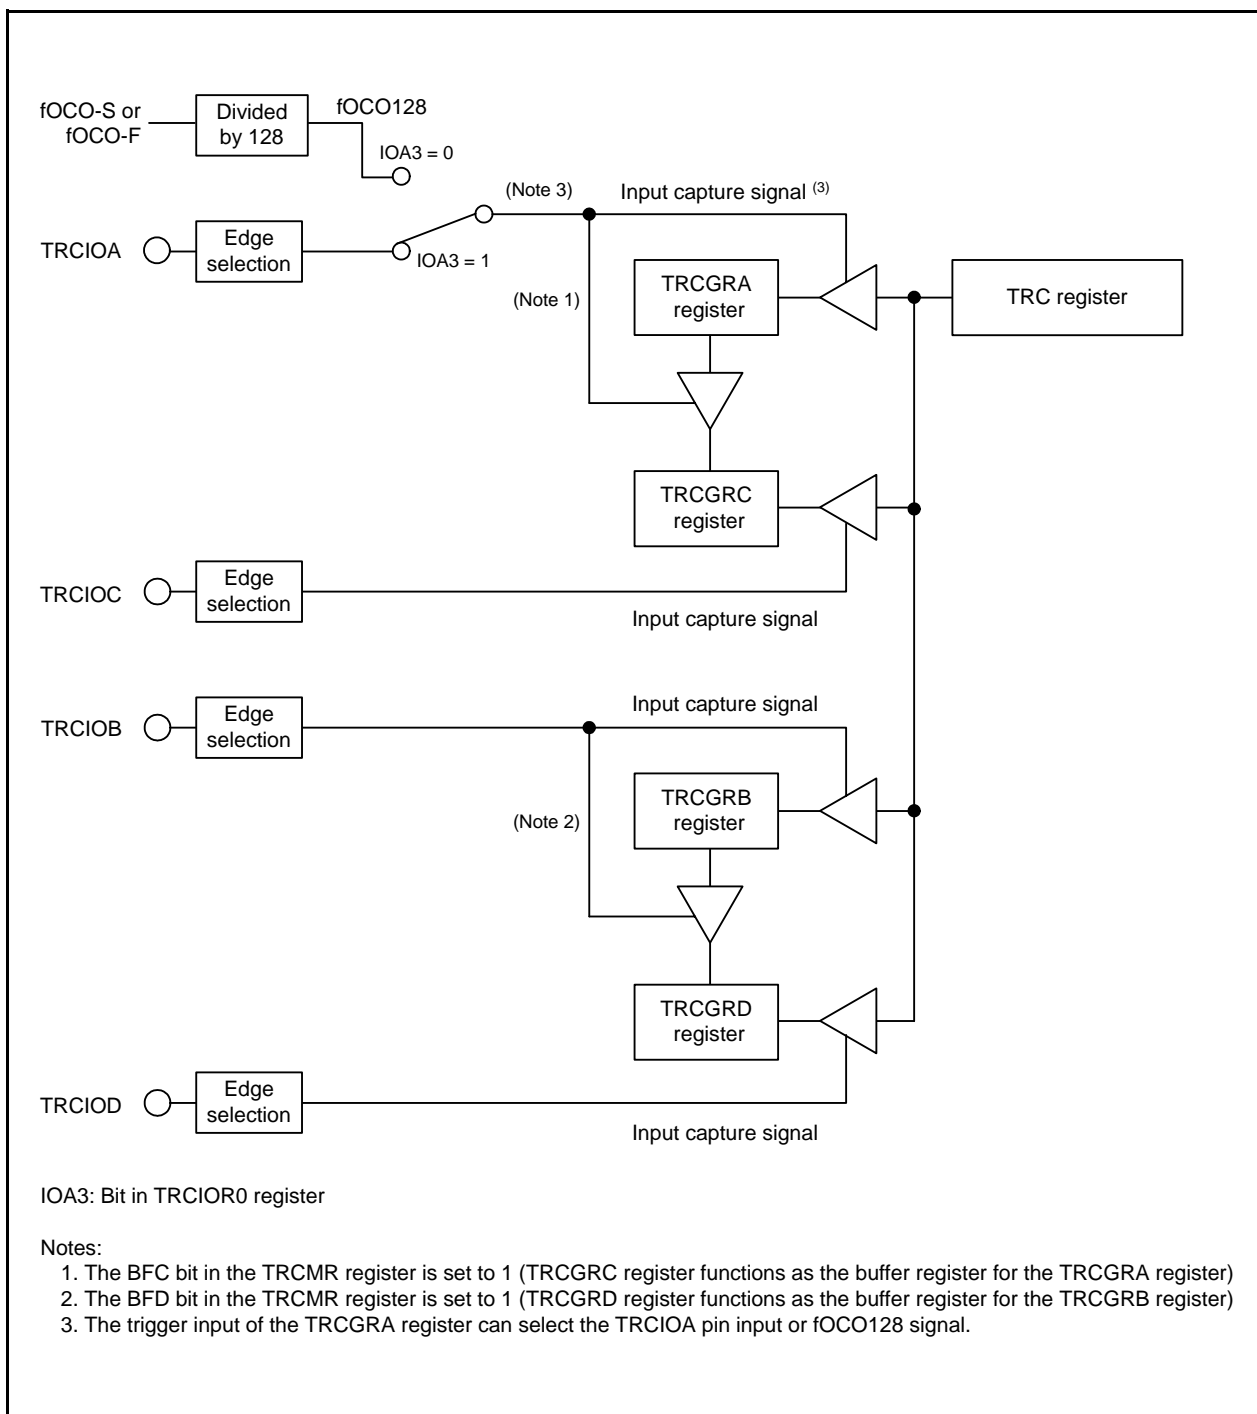 fOCO-S or
fOCO-F
Divided
by 128
fOCO128
IOA3 = 0
(Note 3)
Input capture signal (3)
TRCIOA
Edge
selection
IOA3 = 1
(Note 1)
TRCGRA
register
TRC register
TRCGRC
register
TRCIOC
Edge
selection
Input capture signal
TRCIOB
Edge
selection
Input capture signal
(Note 2)
TRCGRB
register
TRCGRD
register
TRCIOD
Edge
selection
Input capture signal
IOA3: Bit in TRCIOR0 register
Notes:
1. The BFC bit in the TRCMR register is set to 1 (TRCGRC register functions as the buffer register for the TRCGRA register)
2. The BFD bit in the TRCMR register is set to 1 (TRCGRD register functions as the buffer register for the TRCGRB register)
3. The trigger input of the TRCGRA register can select the TRCIOA pin input or fOCO128 signal.